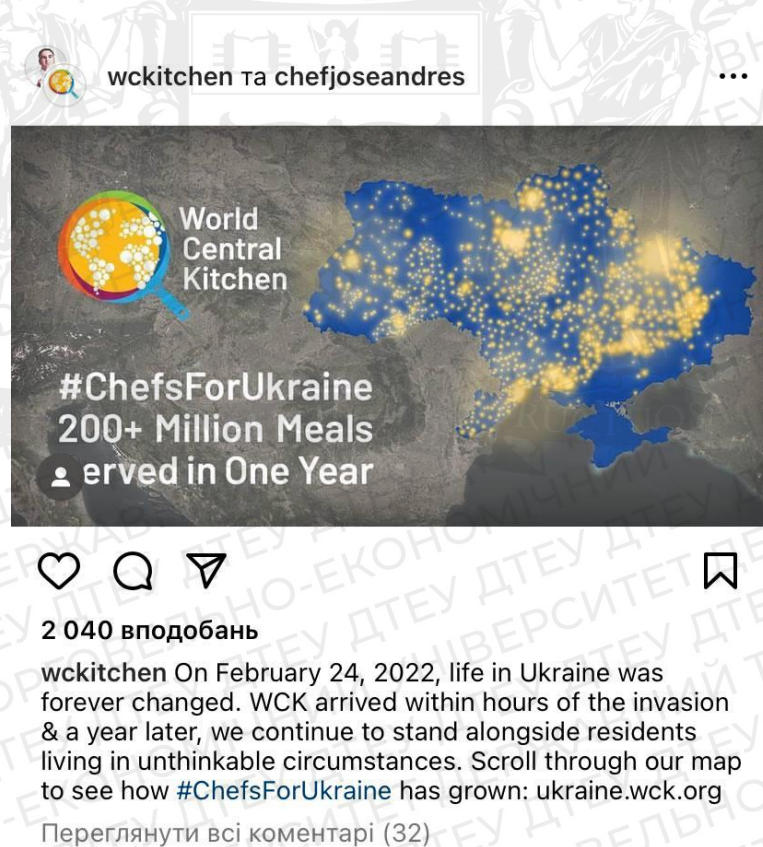 wckitchen та chefjoseandres
World
Central
Kitchen
#ChefsForUkraine
200+ Million Meals
erved in One Year
2 040 вподобань
wckitchen On February 24, 2022, life in Ukraine was
forever changed. WCK arrived within hours of the invasion
& a year later, we continue to stand alongside residents
living in unthinkable circumstances. Scroll through our map
to see how #ChefsForUkraine has grown: ukraine.wck.org
Переглянути всі коментарі (32)